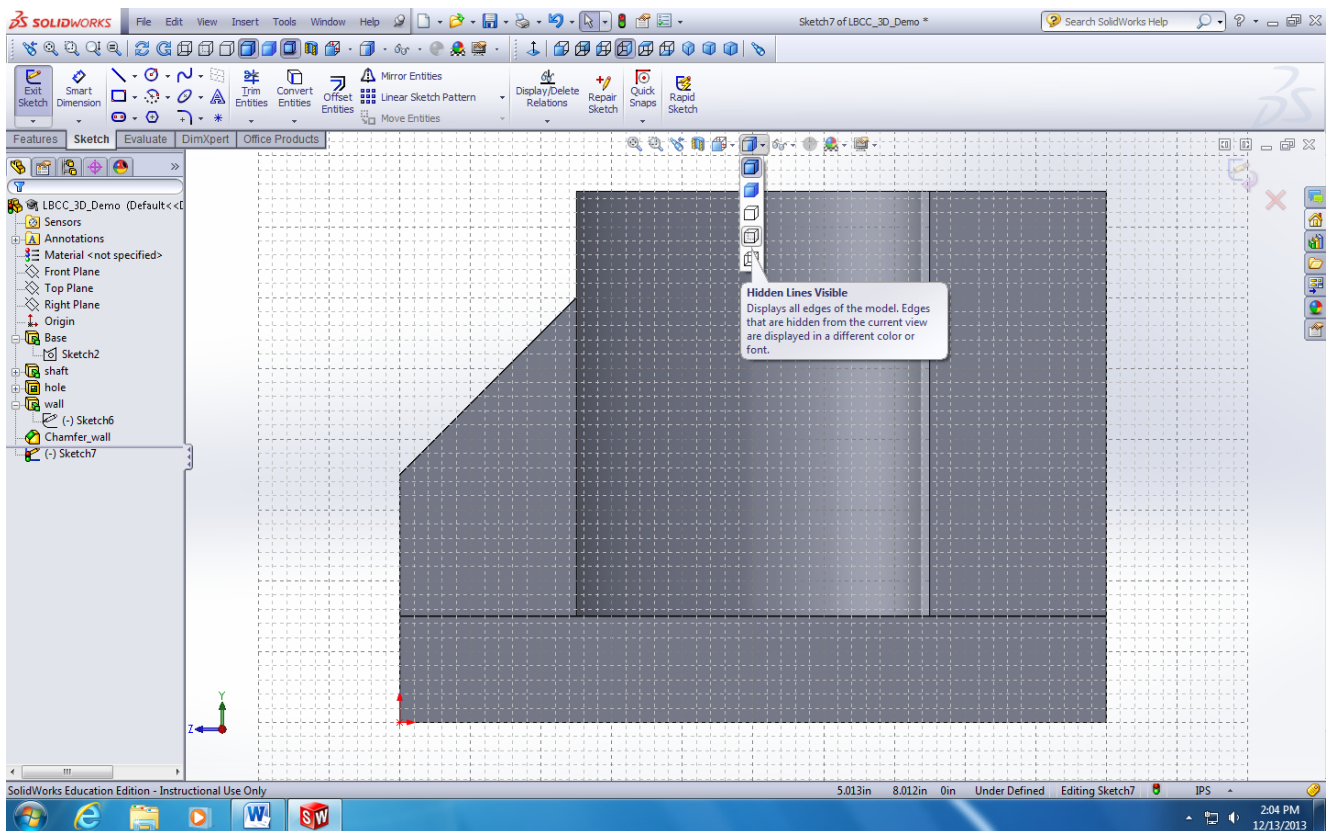 SOLIDWORKS File Edit View Insert Tools Window Help Sketch7 of LBCC_3D_Demo * Search SolidWorks Help
Exit Sketch
Smart Dimension
Trim Entities
Convert Entities
Offset Entities
Mirror Entities
Linear Sketch Pattern
Move Entities
Display/Delete Relations
Repair Sketch
Quick Snaps
Rapid Sketch
Features Sketch Evaluate DimXpert Office Products
LBCC_3D_Demo (Default<<D
Sensors
Annotations
Material <not specified>
Front Plane
Top Plane
Right Plane
Origin
Base
Sketch2
shaft
hole
wall
(-) Sketch6
Chamfer_wall
(-) Sketch7
Hidden Lines Visible
Displays all edges of the model. Edges
that are hidden from the current view
are displayed in a different color or
font.
Y
Z
SolidWorks Education Edition - Instructional Use Only 5.013in 8.012in 0in Under Defined Editing Sketch7 IPS
2:04 PM
12/13/2013